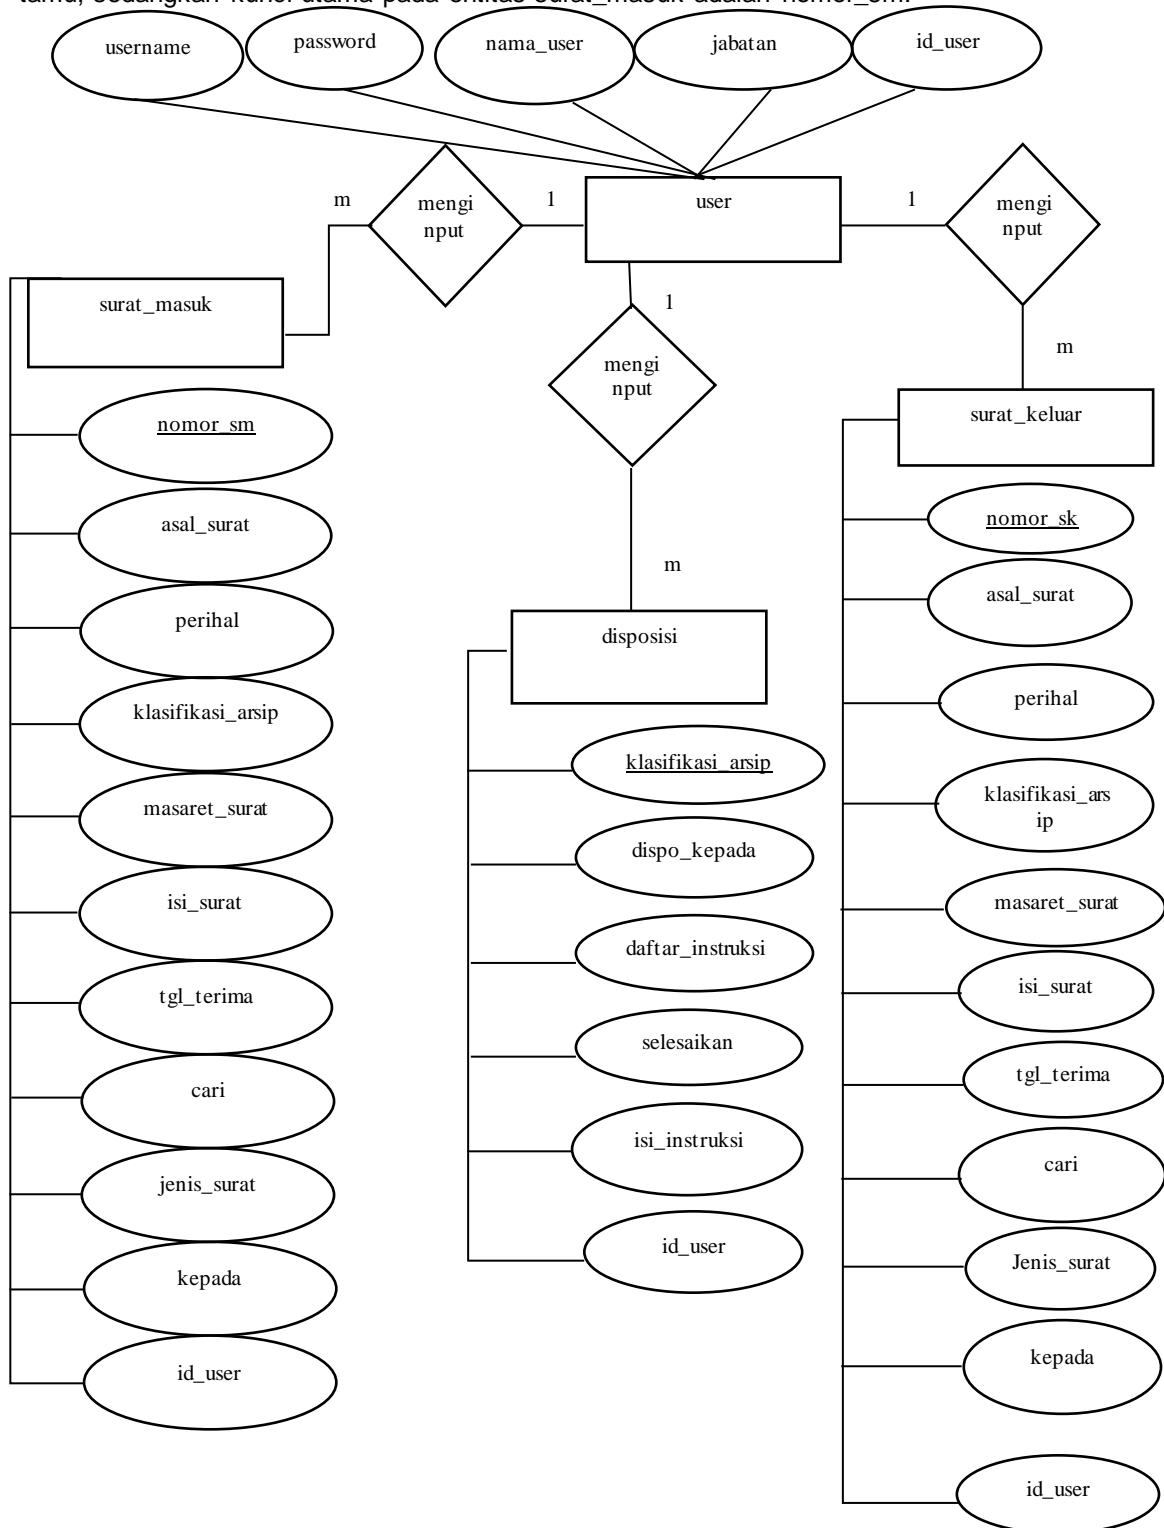 tamu, sedangkan kunci utama pada entitas surat_masuk adalah nomor_sm.
username
password
nama_user
jabatan
id_user
m
mengi
nput
1
user
1
mengi
nput
surat_masuk
1
mengi
nput
m
surat_keluar
nomor_sm
asal_surat
perihal
klasifikasi_arsip
masaret_surat
isi_surat
tgl_terima
cari
jenis_surat
kepada
id_user
m
disposisi
klasifikasi_arsip
dispo_kepada
daftar_instruksi
selesaikan
isi_instruksi
id_user
nomor_sk
asal_surat
perihal
klasifikasi_ars
ip
masaret_surat
isi_surat
tgl_terima
cari
Jenis_surat
kepada
id_user